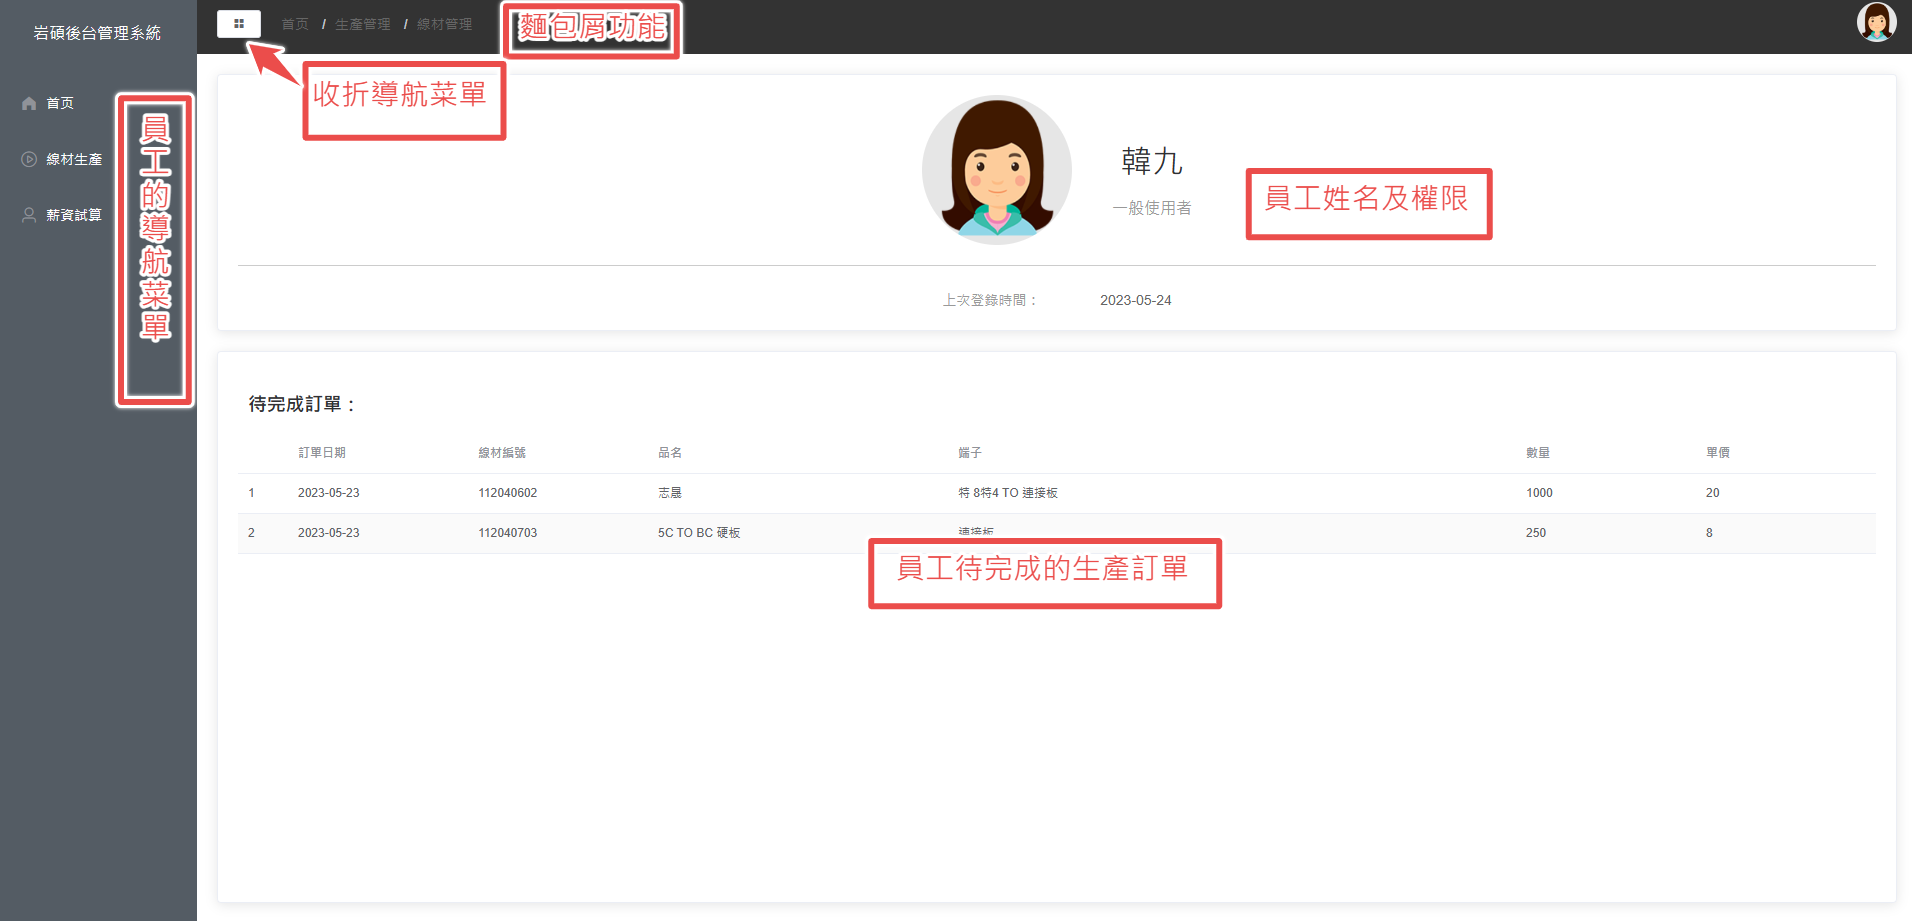 岩碩後台管理系統
首页
線材生產
薪資試算
員工的導航菜單
首页 / 生產管理 / 線材管理
麵包屑功能
收折導航菜單
韓九
一般使用者
員工姓名及權限
上次登錄時間： 2023-05-24
待完成訂單：
訂單日期 線材編號 品名 端子 數量 單價
1 2023-05-23 112040602 志晟 特 8特4 TO 連接板 1000 20
2 2023-05-23 112040703 5C TO BC 硬板 連接板 250 8
員工待完成的生產訂單